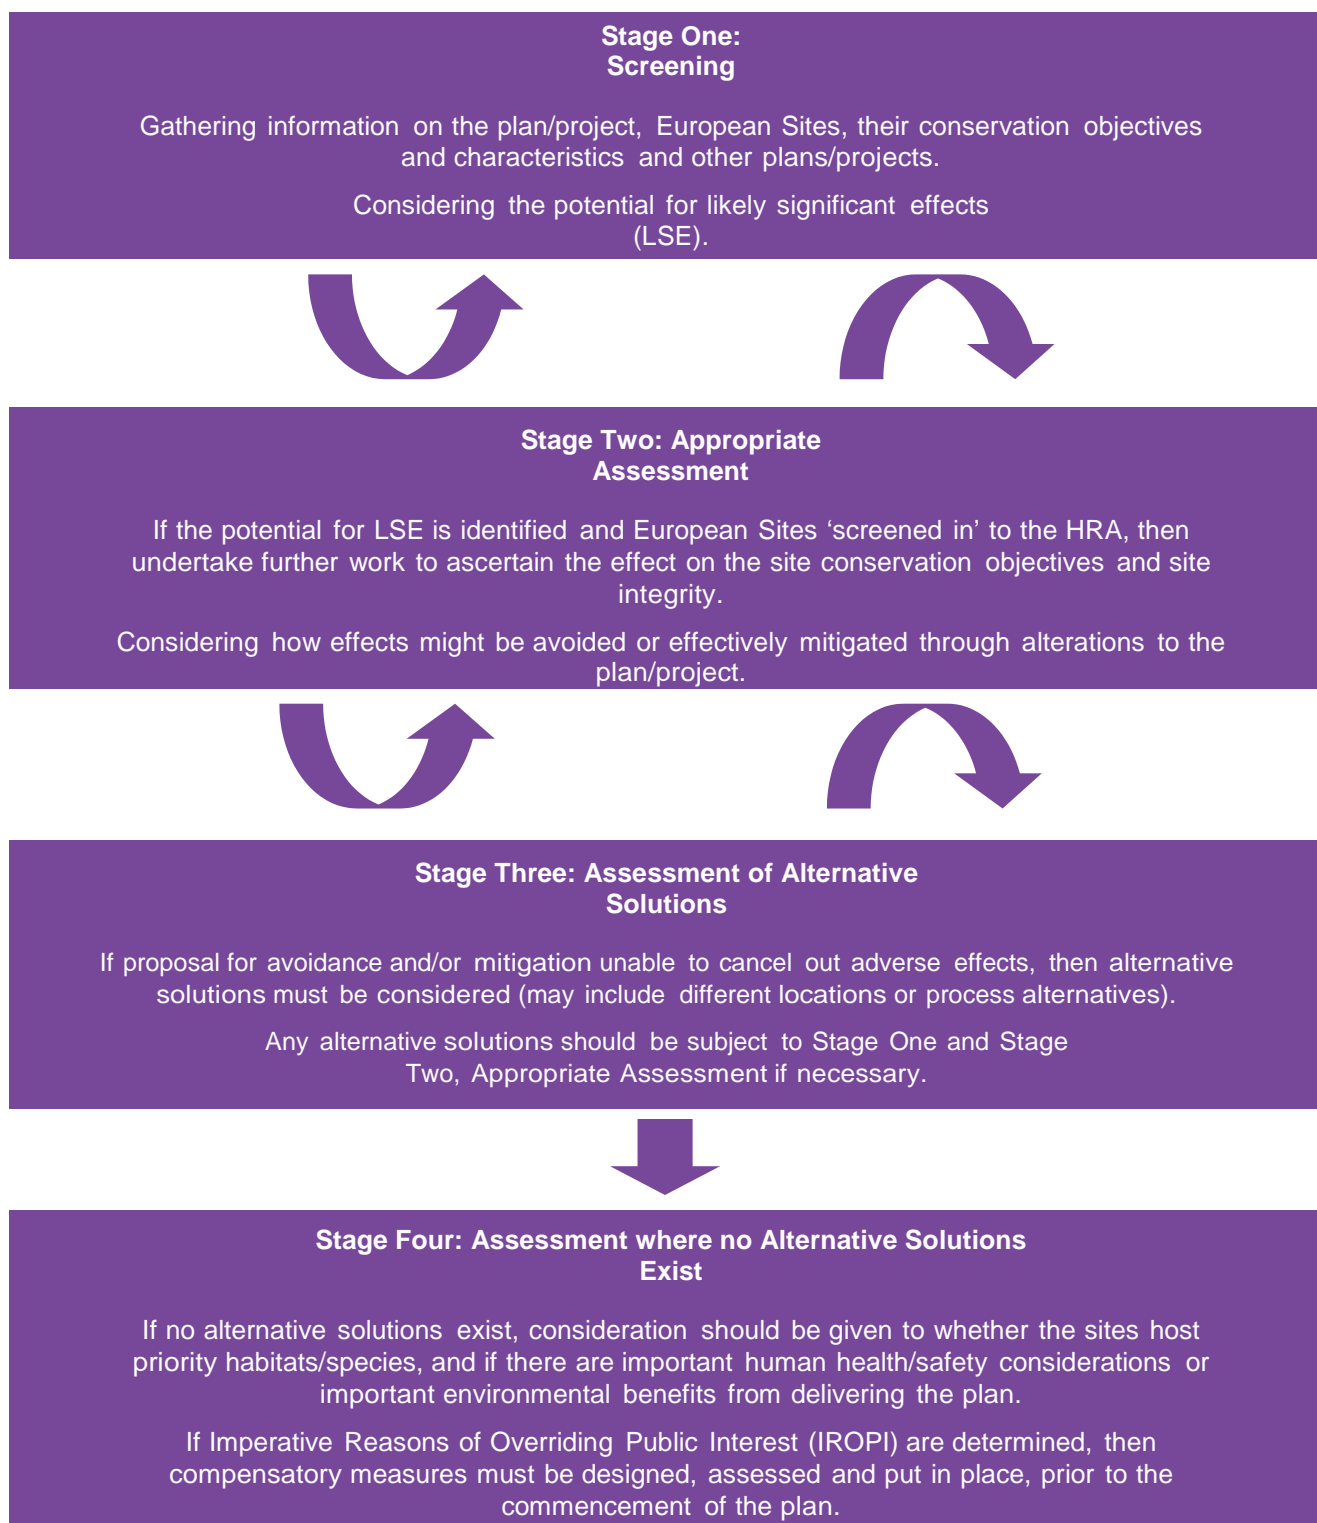 Stage One:
Screening
Gathering information on the plan/project, European Sites, their conservation objectives
and characteristics and other plans/projects.
Considering the potential for likely significant effects
(LSE).
Stage Two: Appropriate
Assessment
If the potential for LSE is identified and European Sites ‘screened in’ to the HRA, then
undertake further work to ascertain the effect on the site conservation objectives and site
integrity.
Considering how effects might be avoided or effectively mitigated through alterations to the
plan/project.
Stage Three: Assessment of Alternative
Solutions
If proposal for avoidance and/or mitigation unable to cancel out adverse effects, then alternative
solutions must be considered (may include different locations or process alternatives).
Any alternative solutions should be subject to Stage One and Stage
Two, Appropriate Assessment if necessary.
Stage Four: Assessment where no Alternative Solutions
Exist
If no alternative solutions exist, consideration should be given to whether the sites host
priority habitats/species, and if there are important human health/safety considerations or
important environmental benefits from delivering the plan.
If Imperative Reasons of Overriding Public Interest (IROPI) are determined, then
compensatory measures must be designed, assessed and put in place, prior to the
commencement of the plan.